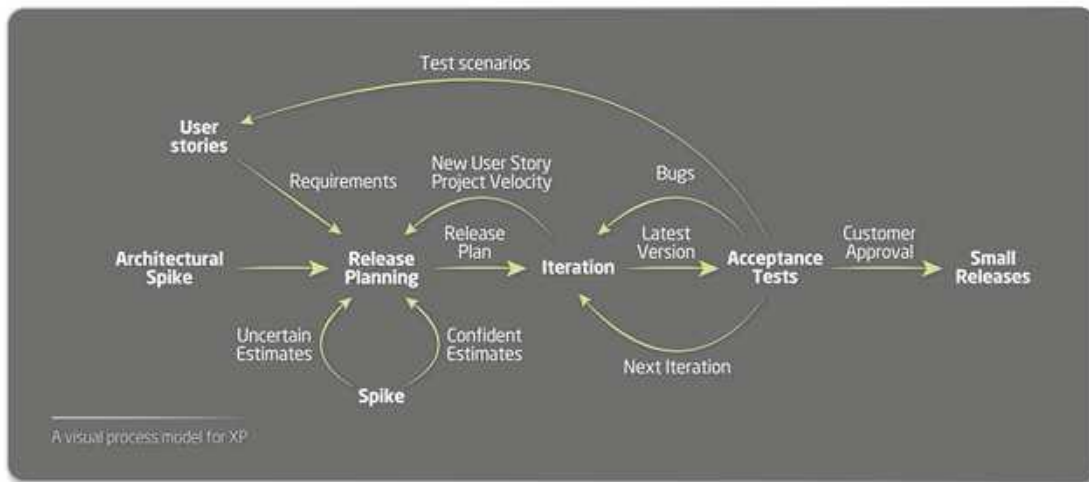 Test scenarios
User
stories
Requirements
New User Story
Project Velocity
Bugs
Architectural
Spike
Release
Planning
Release
Plan
Iteration
Latest
Version
Acceptance
Tests
Customer
Approval
Small
Releases
Uncertain
Estimates
Confident
Estimates
Next Iteration
Spike
A visual process model for XP